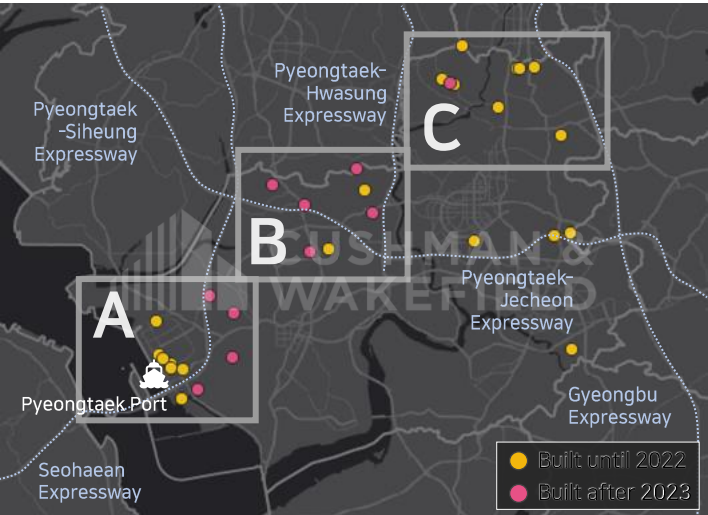 Pyeongtaek-
Hwasung
Expressway
Pyeongtaek
-Siheung
Expressway
C
B
CUSHMAN &
WAKEFIELD
A
Pyeongtaek-
Jecheon
Expressway
Pyeongtaek Port
Gyeongbu
Expressway
Seohaean
Expressway
Built until 2022
Built after 2023